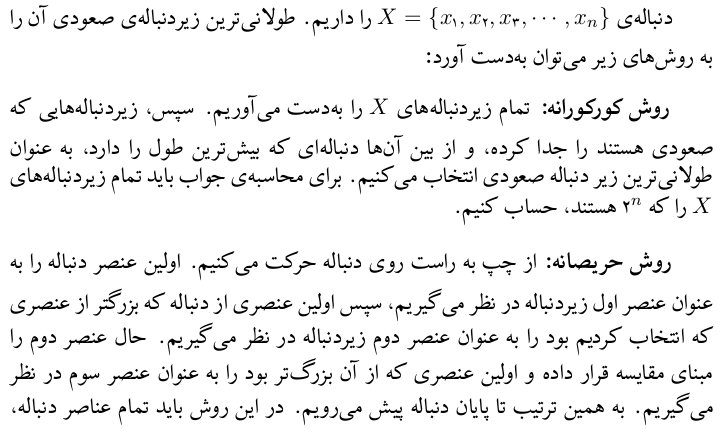 دنباله‌ی X = {x۱, x۲, x۳, ⋯ , xn} را داریم. طولانی‌ترین زیردنباله‌ی صعودی آن را
به روش‌های زیر می‌توان به‌دست آورد:
روش کورکورانه: تمام زیردنباله‌های X را به‌دست می‌آوریم. سپس، زیردنباله‌هایی که
صعودی هستند را جدا کرده، و از بین آن‌ها دنباله‌ای که بیش‌ترین طول را دارد، به عنوان
طولانی‌ترین زیر دنباله صعودی انتخاب می‌کنیم. برای محاسبه‌ی جواب باید تمام زیردنباله‌های
X را که ۲ⁿ هستند، حساب کنیم.
روش حریصانه: از چپ به راست روی دنباله حرکت می‌کنیم. اولین عنصر دنباله را به
عنوان عنصر اول زیردنباله در نظر می‌گیریم، سپس اولین عنصری از دنباله که بزرگتر از عنصری
که انتخاب کردیم بود را به عنوان عنصر دوم زیردنباله در نظر می‌گیریم. حال عنصر دوم را
مبنای مقایسه قرار داده و اولین عنصری که از آن بزرگ‌تر بود را به عنوان عنصر سوم در نظر
می‌گیریم. به همین ترتیب تا پایان دنباله پیش می‌رویم. در این روش باید تمام عناصر دنباله،